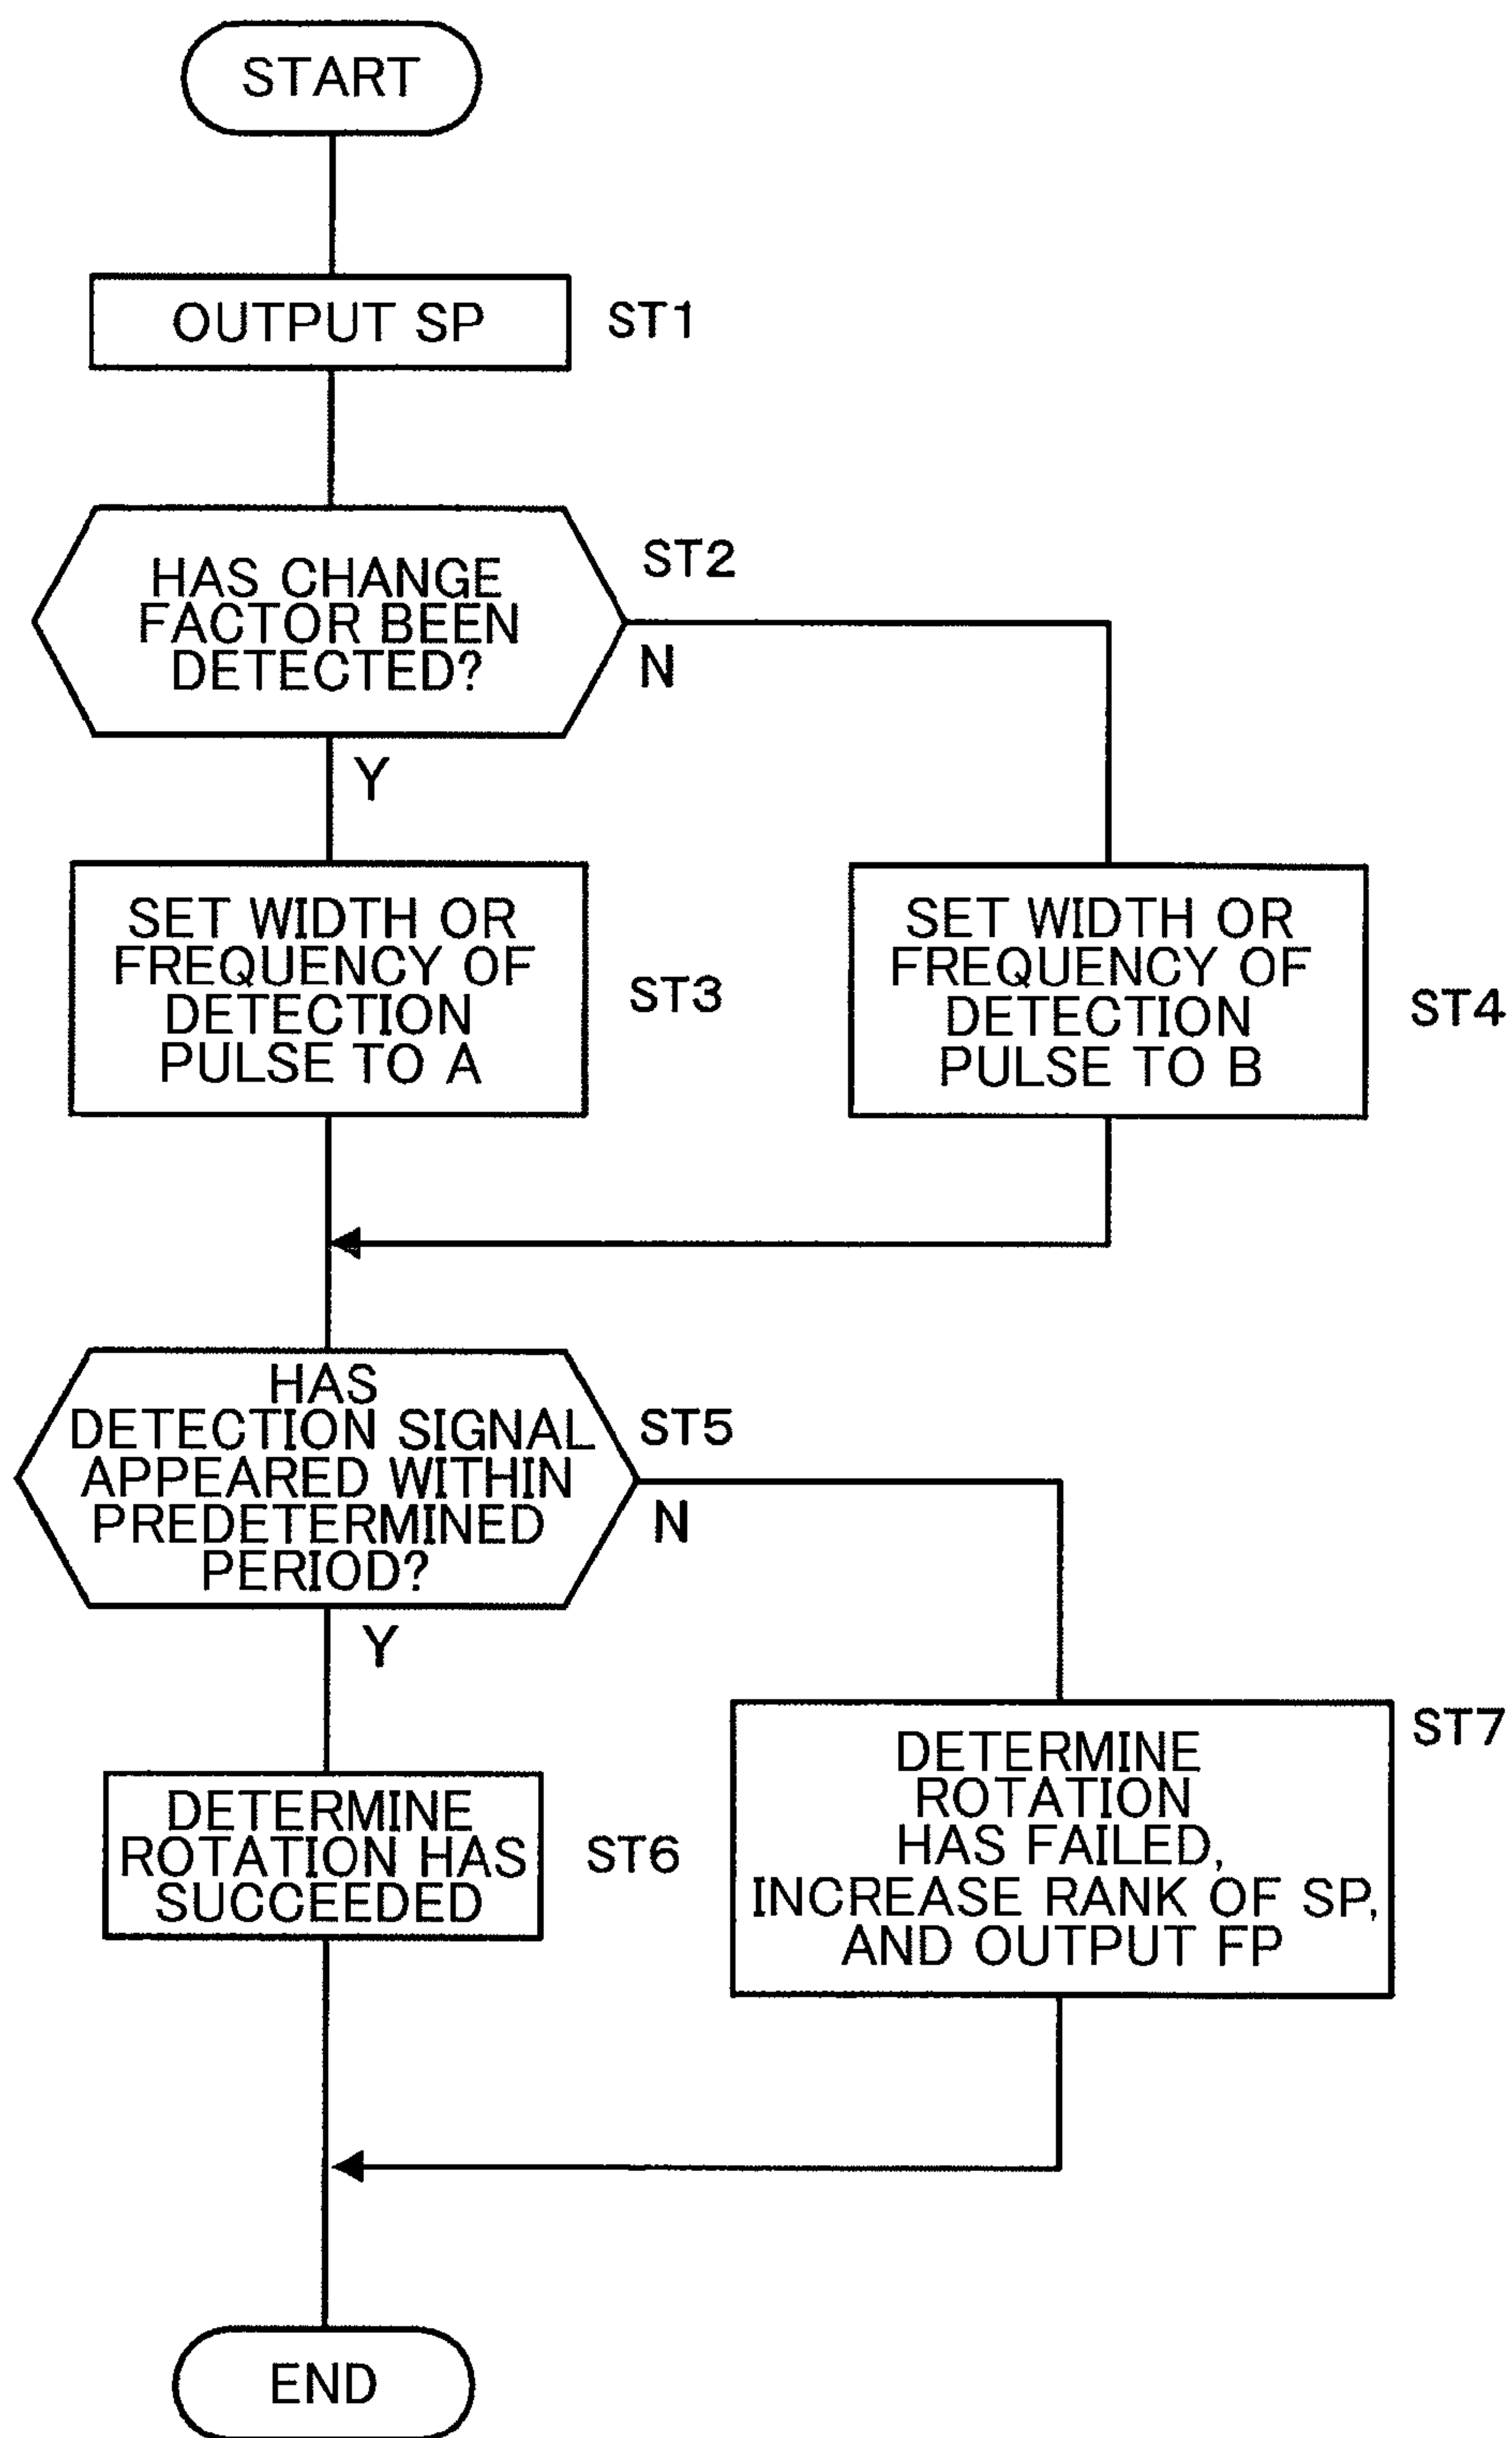 START
OUTPUT SP
ST1
HAS CHANGE
FACTOR BEEN
DETECTED?
ST2
N
Y
SET WIDTH OR
FREQUENCY OF
DETECTION
PULSE TO A
ST3
SET WIDTH OR
FREQUENCY OF
DETECTION
PULSE TO B
ST4
HAS
DETECTION SIGNAL
APPEARED WITHIN
PREDETERMINED
PERIOD?
ST5
N
Y
DETERMINE
ROTATION HAS
SUCCEEDED
ST6
DETERMINE
ROTATION
HAS FAILED,
INCREASE RANK OF SP,
AND OUTPUT FP
ST7
END